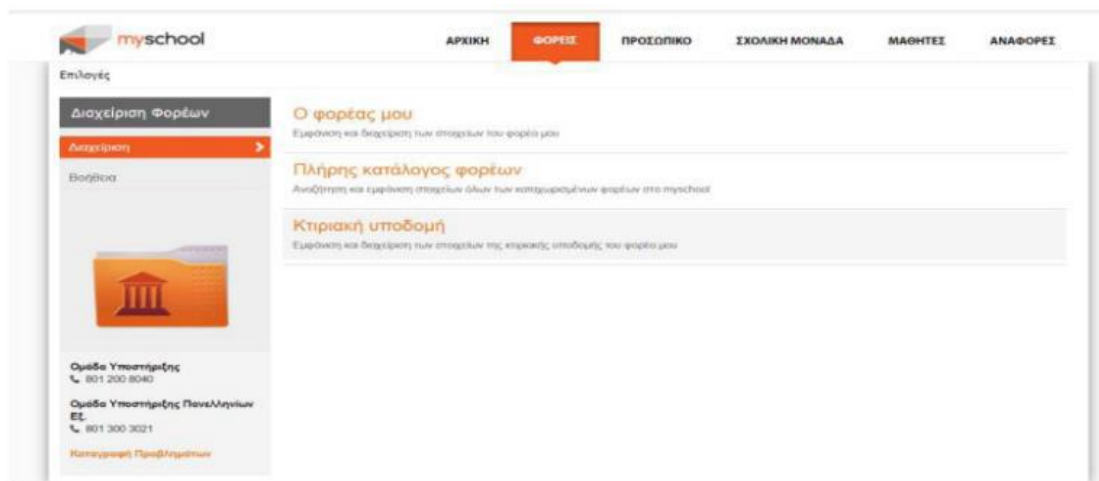 myschool
ΑΡΧΙΚΗ ΦΟΡΕΙΣ ΠΡΟΣΩΠΙΚΟ ΣΧΟΛΙΚΗ ΜΟΝΑΔΑ ΜΑΘΗΤΕΣ ΑΝΑΦΟΡΕΣ
Επιλογές
Διαχείριση Φορέων
Διαχείριση
Βοήθεια
Ο φορέας μου
Εμφάνιση και διαχείριση των στοιχείων του φορέα μου
Πλήρης κατάλογος φορέων
Αναζήτηση και εμφάνιση στοιχείων όλων των καταχωρισμένων φορέων στο myschool
Κτιριακή υποδομή
Εμφάνιση και διαχείριση των στοιχείων της κτιριακής υποδομής του φορέα μου
Ομάδα Υποστήριξης
801 200 8040
Ομάδα Υποστήριξης Πανελληνίων
Εξ.
801 300 3021
Καταγραφή Προβλημάτων